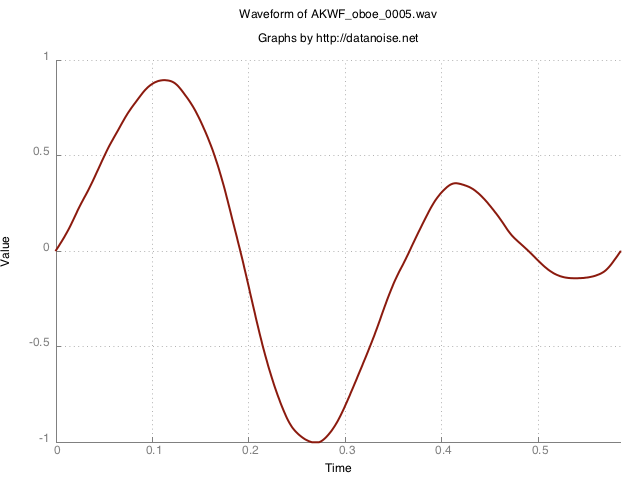 Waveform of AKWF_oboe_0005.wav
Graphs by http://datanoise.net
1
0.5
0
-0.5
-1
Value
0 0.1 0.2 0.3 0.4 0.5
Time